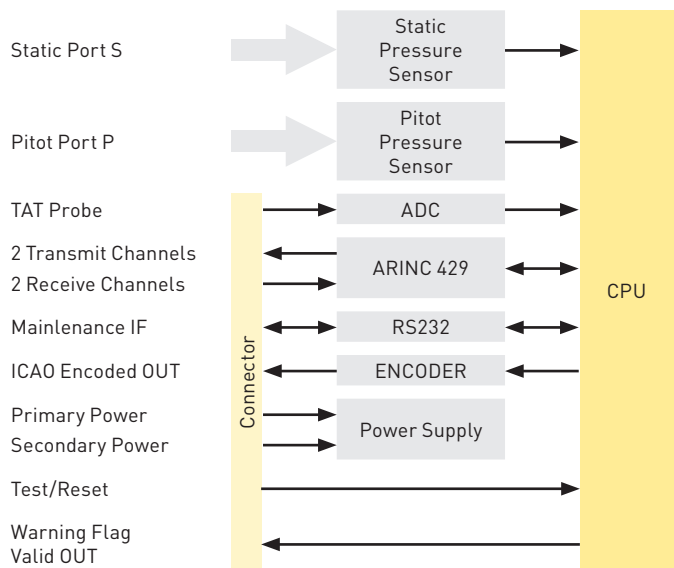 Static Port S
Static
Pressure
Sensor
Pitot Port P
Pitot
Pressure
Sensor
TAT Probe
ADC
2 Transmit Channels
2 Receive Channels
ARINC 429
CPU
Mainlenance IF
RS232
Connector
ICAO Encoded OUT
ENCODER
Primary Power
Secondary Power
Power Supply
Test/Reset
Warning Flag
Valid OUT